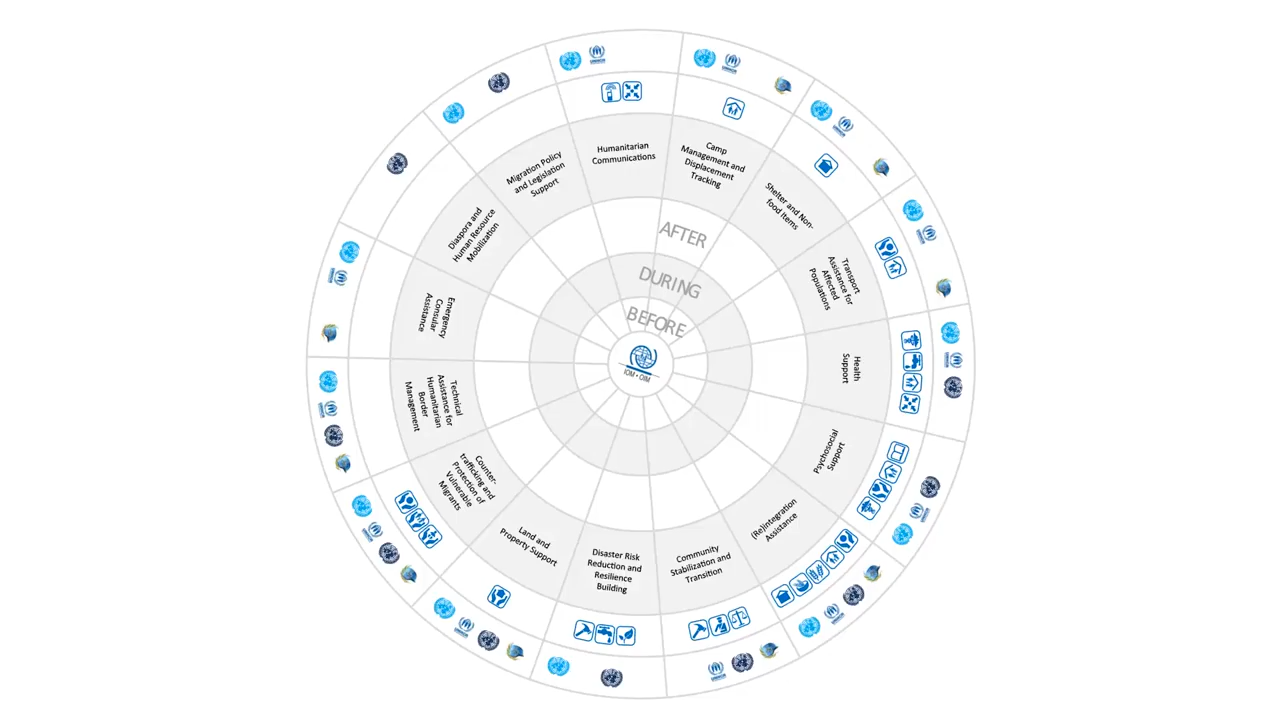 Humanitarian
Communications
Camp
Management and
Displacement
Tracking
Shelter and Non-
food Items
Transport
Assistance for
Affected
Populations
Health
Support
Psychosocial
Support
(Re)integration
Assistance
Community
Stabilization and
Transition
Disaster Risk
Reduction and
Resilience
Building
Land and
Property Support
Counter-
trafficking and
Protection of
Vulnerable
Migrants
Technical
Assistance for
Humanitarian
Border
Management
Emergency
Consular
Assistance
Diaspora and
Human Resource
Mobilization
Migration Policy
and Legislation
Support
AFTER
DURING
BEFORE
IOM • OIM